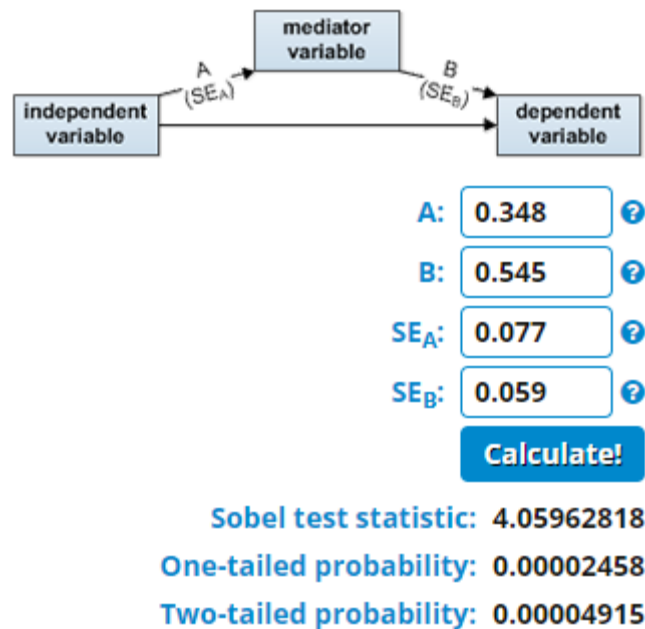 mediator
variable
A
(SEA)
B
(SEB)
independent
variable
dependent
variable
A: 0.348 ?
B: 0.545 ?
SEA: 0.077 ?
SEB: 0.059 ?
Calculate!
Sobel test statistic: 4.05962818
One-tailed probability: 0.00002458
Two-tailed probability: 0.00004915